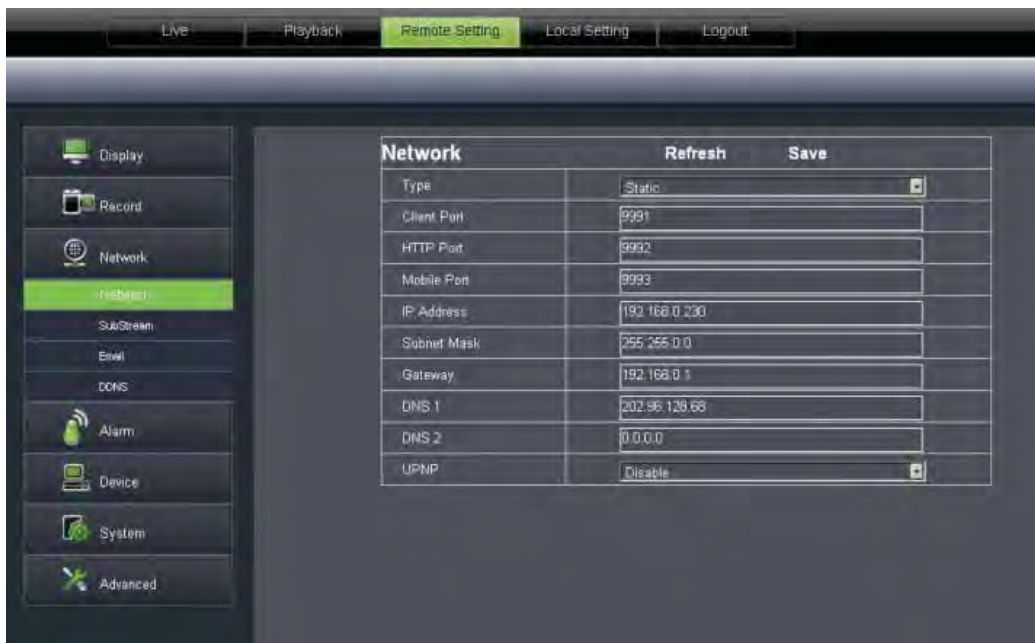 Live Playback Remote Setting Local Setting Logout
Display
Record
Network
Network
SubStream
Email
DDNS
Alarm
Device
System
Advanced
Network Refresh Save
Type Static
Client Port 9991
HTTP Port 9992
Mobile Port 9993
IP Address 192.168.0.230
Subnet Mask 255.255.0.0
Gateway 192.168.0.1
DNS 1 202.96.128.68
DNS 2 0.0.0.0
UPNP Disable